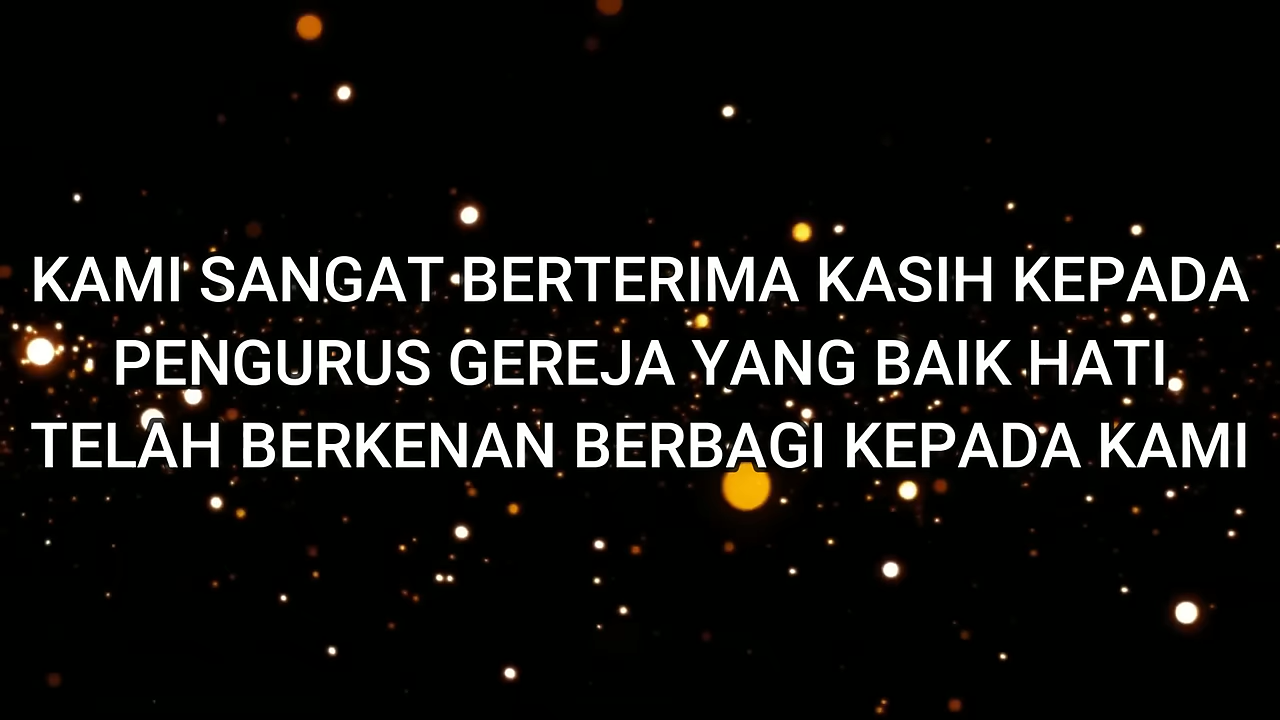 KAMI SANGAT BERTERIMA KASIH KEPADA
PENGURUS GEREJA YANG BAIK HATI
TELAH BERKENAN BERBAGI KEPADA KAMI